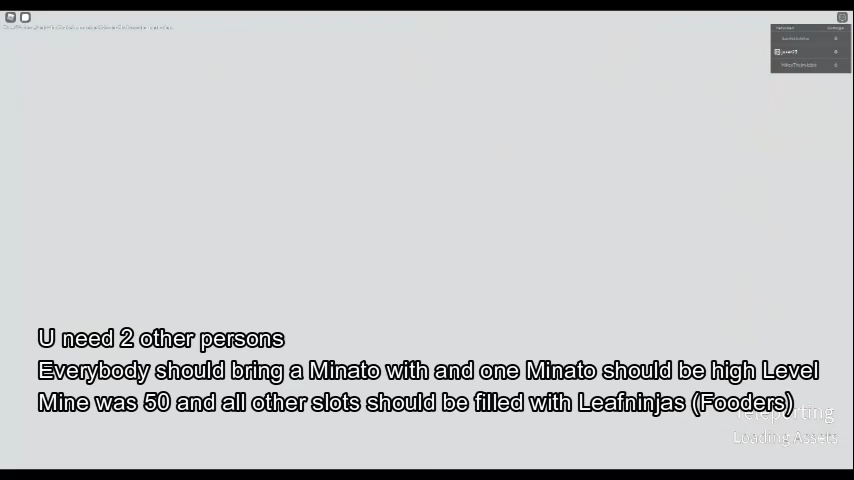 U need 2 other persons
Everybody should bring a Minato with and one Minato should be high Level
Mine was 50 and all other slots should be filled with Leafninjas (Fooders)
Teleporting
Loading Assets